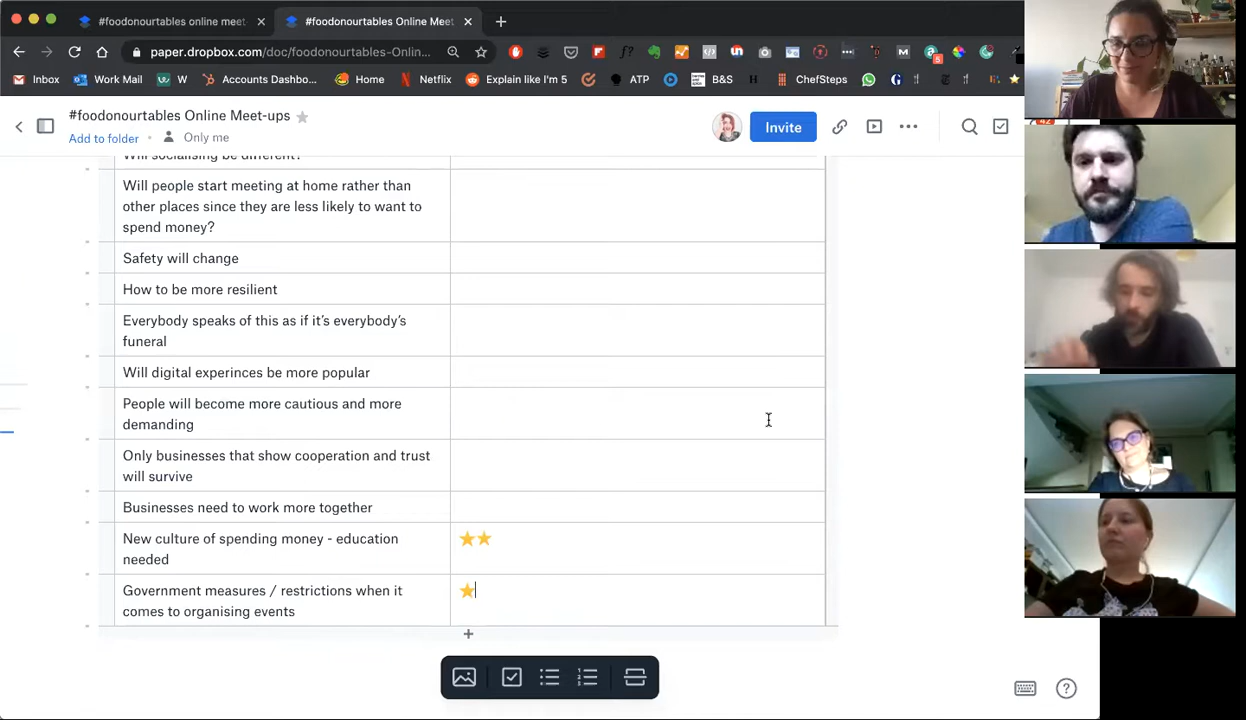 #foodonourtables online meet
#foodonourtables Online Meet
paper.dropbox.com/doc/foodonourtables-Onlin...
Inbox
Work Mail
W
Accounts Dashbo...
Home
Netflix
Explain like I'm 5
ATP
B&S
H
ChefSteps
#foodonourtables Online Meet-ups
Add to folder
Only me
Invite
Will socialising be different?
Will people start meeting at home rather than
other places since they are less likely to want to
spend money?
Safety will change
How to be more resilient
Everybody speaks of this as if it's everybody's
funeral
Will digital experinces be more popular
People will become more cautious and more
demanding
Only businesses that show cooperation and trust
will survive
Businesses need to work more together
New culture of spending money - education
needed
Government measures / restrictions when it
comes to organising events